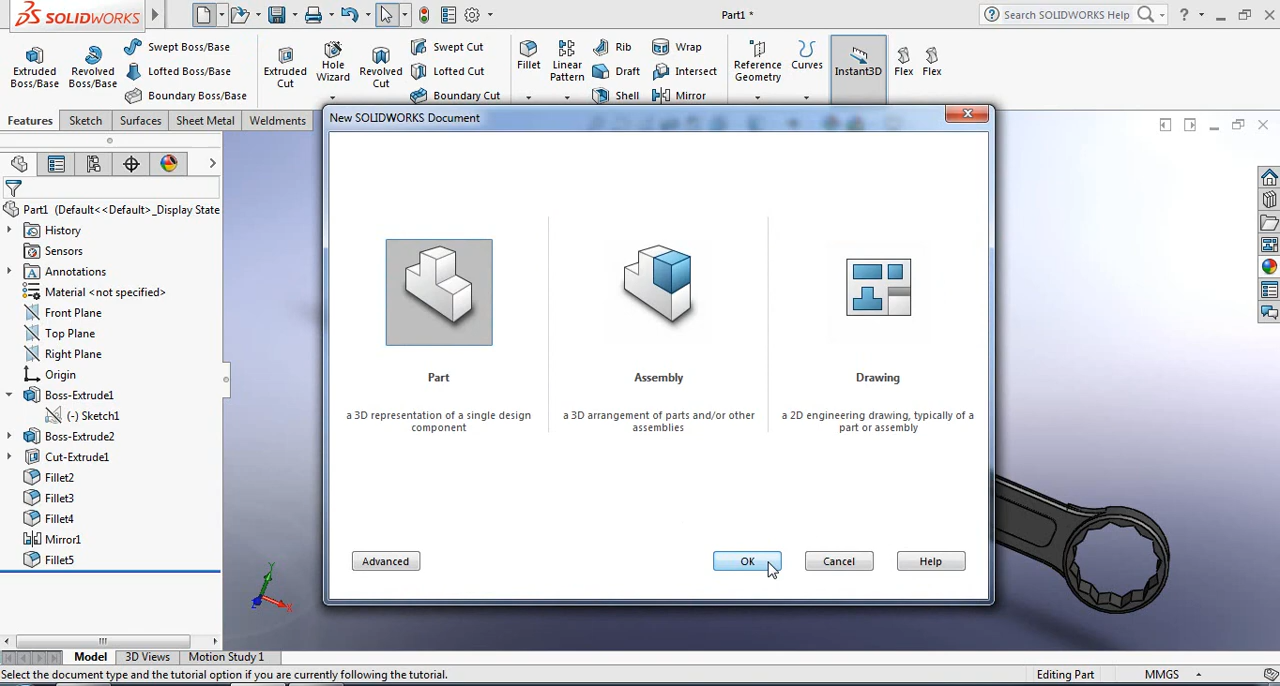 SOLIDWORKS
Part1 *
Search SOLIDWORKS Help
?
Extruded Boss/Base
Revolved Boss/Base
Swept Boss/Base
Lofted Boss/Base
Boundary Boss/Base
Extruded Cut
Hole Wizard
Revolved Cut
Swept Cut
Lofted Cut
Boundary Cut
Fillet
Linear Pattern
Rib
Draft
Shell
Wrap
Intersect
Mirror
Reference Geometry
Curves
Instant3D
Flex
Flex
Features
Sketch
Surfaces
Sheet Metal
Weldments
Part1 (Default<<Default>_Display State
History
Sensors
Annotations
Material <not specified>
Front Plane
Top Plane
Right Plane
Origin
Boss-Extrude1
(-) Sketch1
Boss-Extrude2
Cut-Extrude1
Fillet2
Fillet3
Fillet4
Mirror1
Fillet5
New SOLIDWORKS Document
Part
a 3D representation of a single design
component
Assembly
a 3D arrangement of parts and/or other
assemblies
Drawing
a 2D engineering drawing, typically of a
part or assembly
Advanced
OK
Cancel
Help
Y
X
Z
Model
3D Views
Motion Study 1
Select the document type and the tutorial option if you are currently following the tutorial.
Editing Part
MMGS